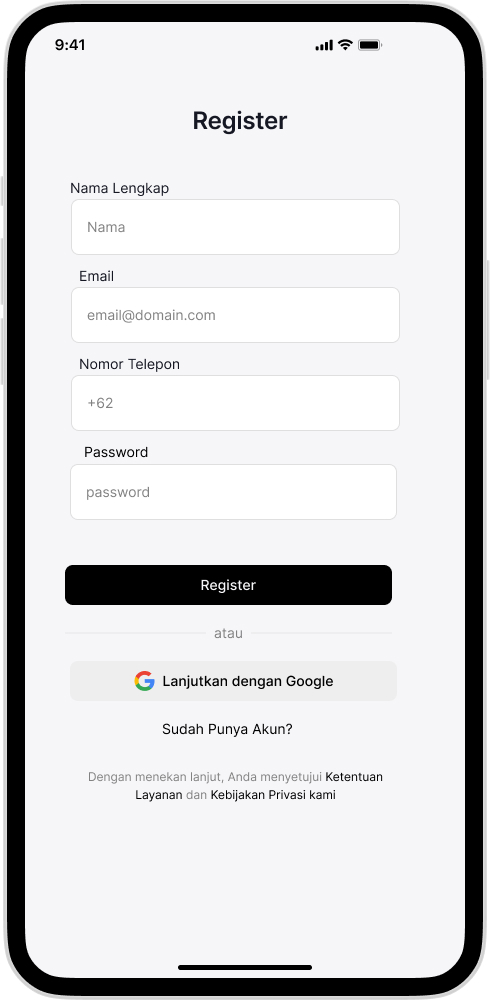 9:41
Register
Nama Lengkap
Nama
Email
email@domain.com
Nomor Telepon
+62
Password
password
Register
atau
Lanjutkan dengan Google
Sudah Punya Akun?
Dengan menekan lanjut, Anda menyetujui Ketentuan
Layanan dan Kebijakan Privasi kami